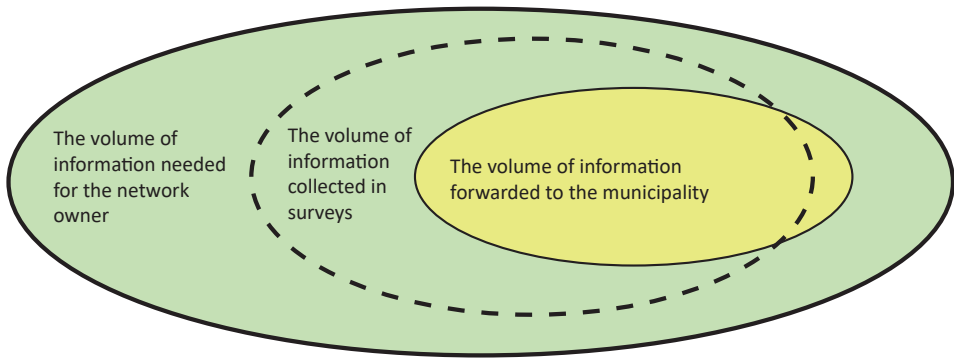 The volume of
information needed
for the network
owner
The volume of
information
collected in
surveys
The volume of information
forwarded to the municipality